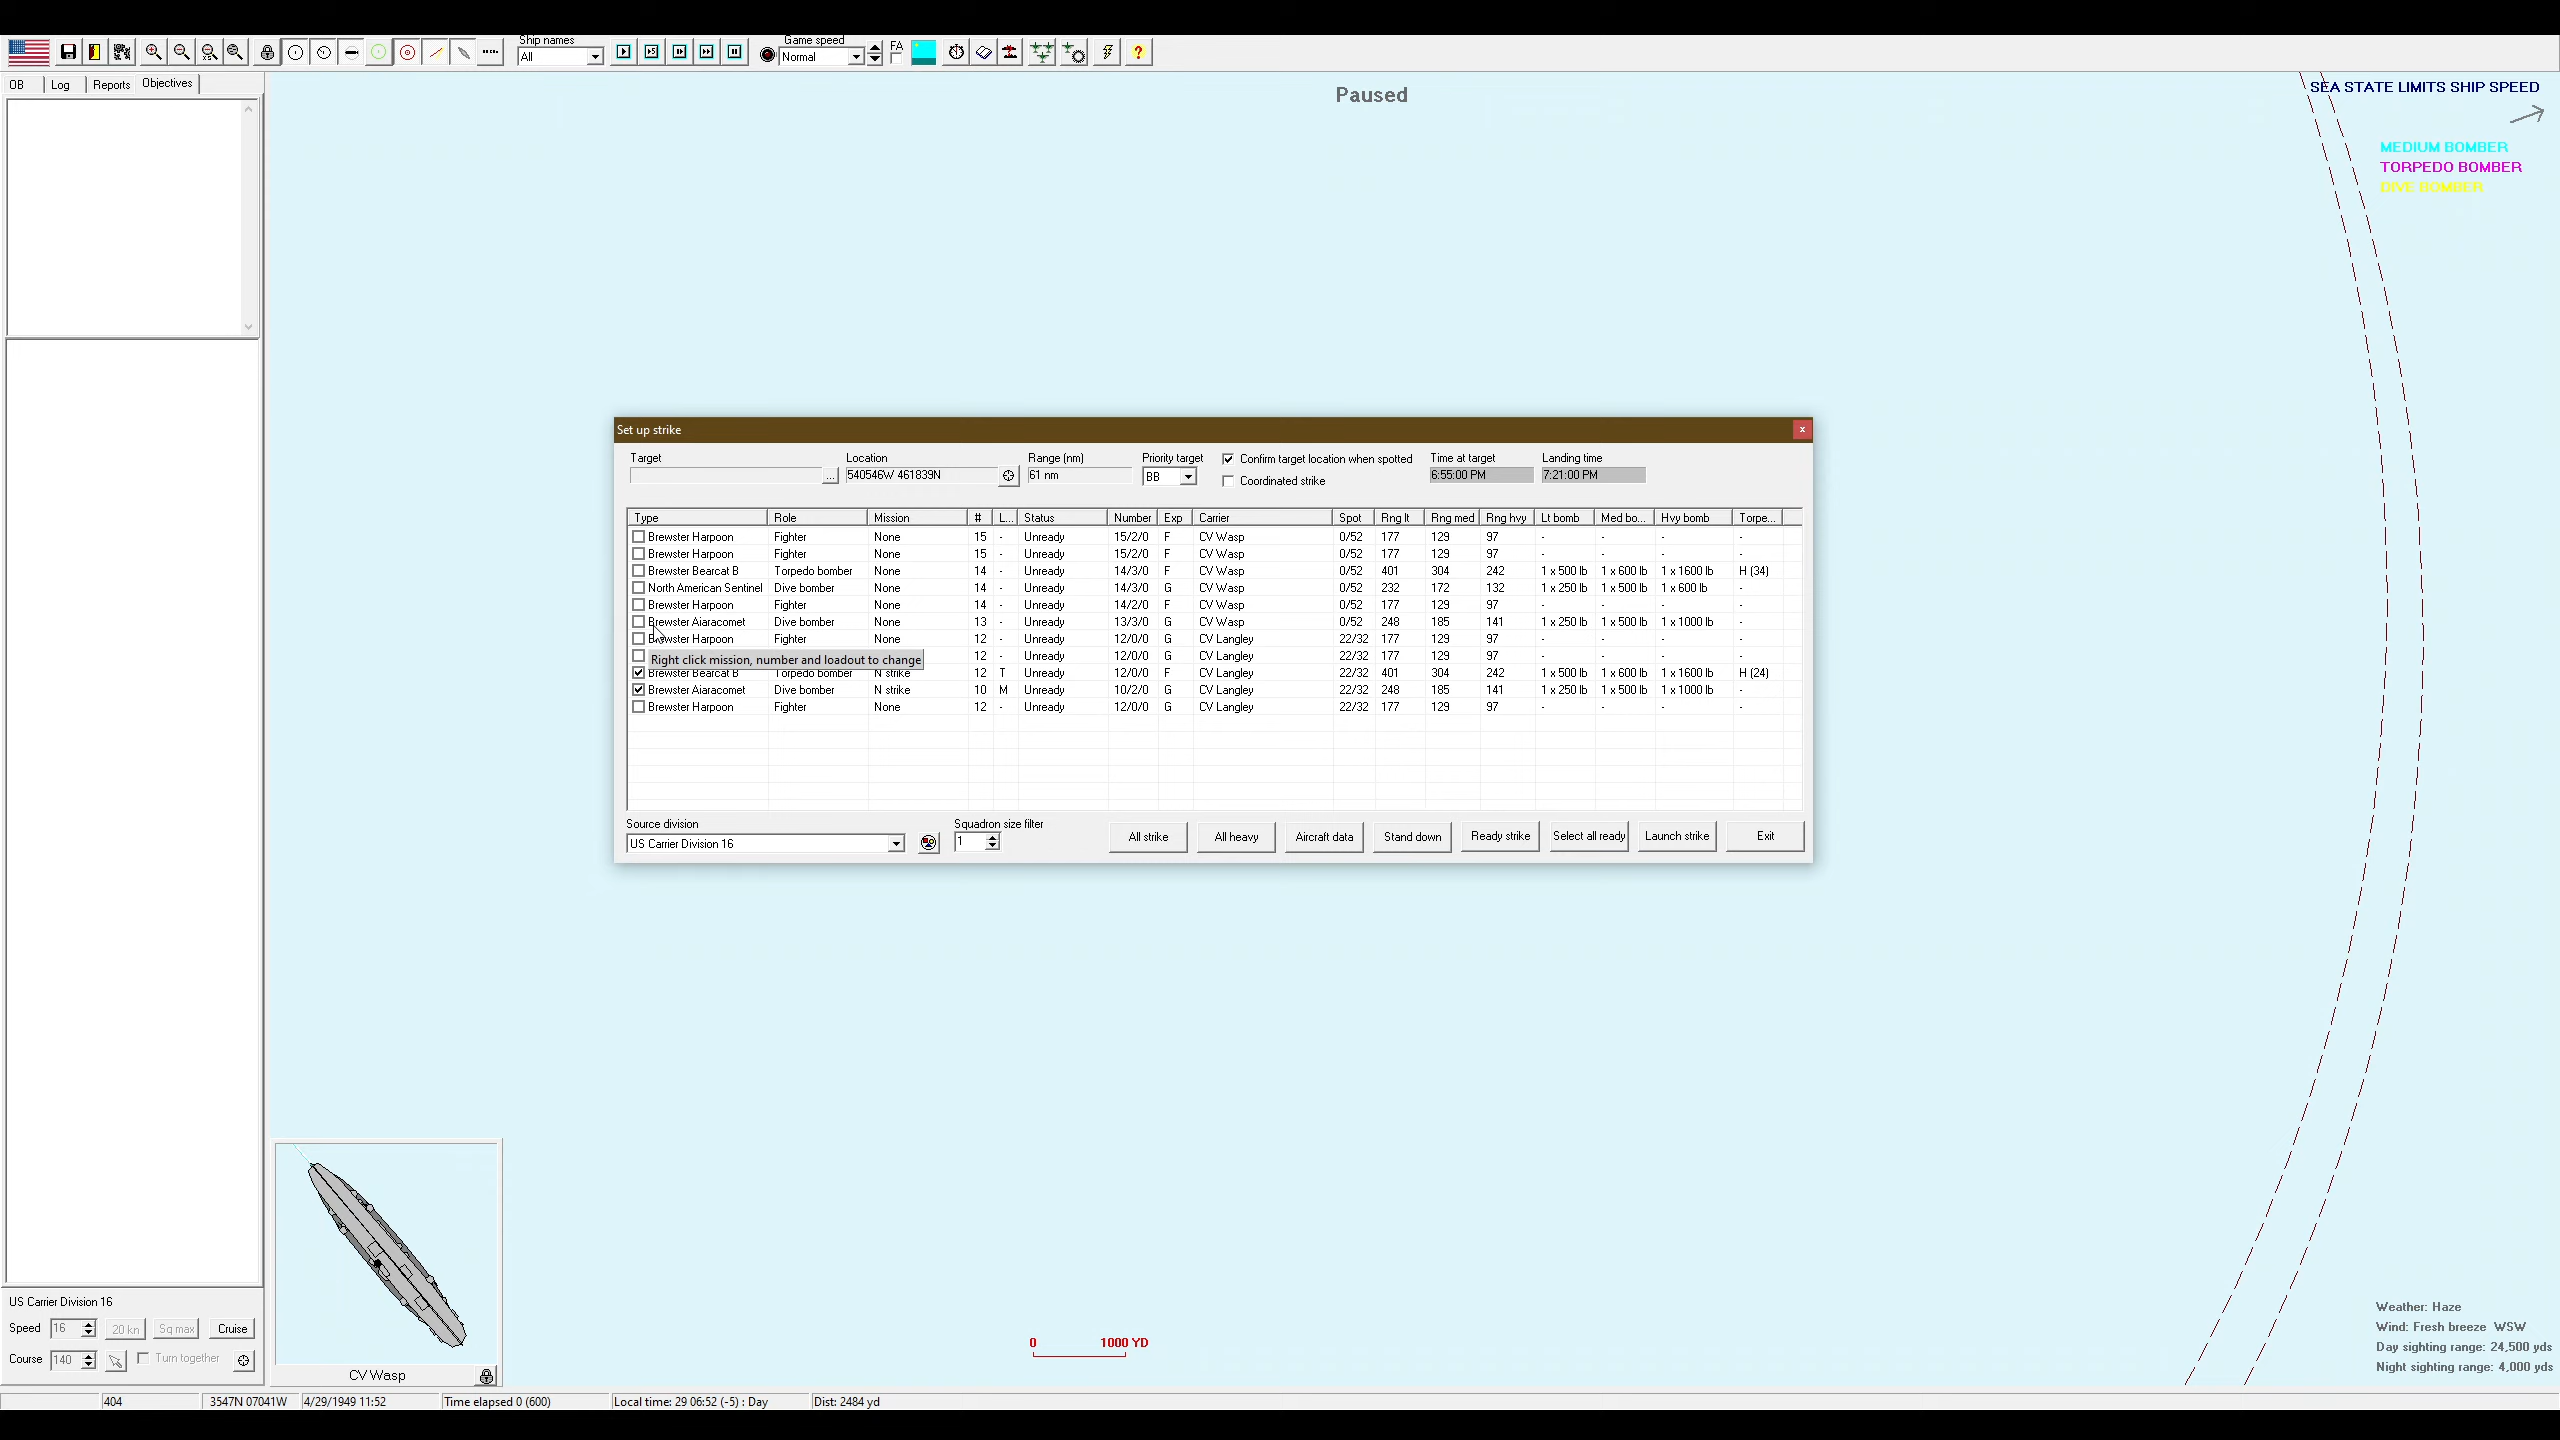 Ship names
All
Game speed
Normal
FA
OB Log Reports Objectives
Paused
SEA STATE LIMITS SHIP SPEED
MEDIUM BOMBER
TORPEDO BOMBER
DIVE BOMBER
Set up strike
Target Location Range (nm) Priority target Confirm target location when spotted Time at target Landing time
... 540546W 461839N 61 nm BB Coordinated strike 6:55:00 PM 7:21:00 PM
Type Role Mission # L... Status Number Exp Carrier Spot Rng lt Rng med Rng hvy Lt bomb Med bo... Hvy bomb Torpe...
Brewster Harpoon Fighter None 15 - Unready 15/2/0 F CV Wasp 0/52 177 129 97 - - - -
Brewster Harpoon Fighter None 15 - Unready 15/2/0 F CV Wasp 0/52 177 129 97 - - - -
Brewster Bearcat B Torpedo bomber None 14 - Unready 14/3/0 F CV Wasp 0/52 401 304 242 1 x 500 lb 1 x 600 lb 1 x 1600 lb H (34)
North American Sentinel Dive bomber None 14 - Unready 14/3/0 G CV Wasp 0/52 232 172 132 1 x 250 lb 1 x 500 lb 1 x 600 lb -
Brewster Harpoon Fighter None 14 - Unready 14/2/0 F CV Wasp 0/52 177 129 97 - - - -
Brewster Aiaracomet Dive bomber None 13 - Unready 13/3/0 G CV Wasp 0/52 248 185 141 1 x 250 lb 1 x 500 lb 1 x 1000 lb -
Brewster Harpoon Fighter None 12 - Unready 12/0/0 G CV Langley 22/32 177 129 97 - - - -
Right click mission, number and loadout to change 12 - Unready 12/0/0 G CV Langley 22/32 177 129 97 - - - -
Brewster Bearcat B Torpedo bomber N strike 12 T Unready 12/0/0 F CV Langley 22/32 401 304 242 1 x 500 lb 1 x 600 lb 1 x 1600 lb H (24)
Brewster Aiaracomet Dive bomber N strike 10 M Unready 10/2/0 G CV Langley 22/32 248 185 141 1 x 250 lb 1 x 500 lb 1 x 1000 lb -
Brewster Harpoon Fighter None 12 - Unready 12/0/0 G CV Langley 22/32 177 129 97 - - - -
Source division Squadron size filter
US Carrier Division 16 1 All strike All heavy Aircraft data Stand down Ready strike Select all ready Launch strike Exit
US Carrier Division 16
Speed 16 20 kn Sq max Cruise
Course 140 Turn together
CV Wasp
0 1000 YD
Weather: Haze
Wind: Fresh breeze WSW
Day sighting range: 24,500 yds
Night sighting range: 4,000 yds
404 3547N 07041W 4/29/1949 11:52 Time elapsed 0 (600) Local time: 29 06:52 (-5) : Day Dist: 2484 yd